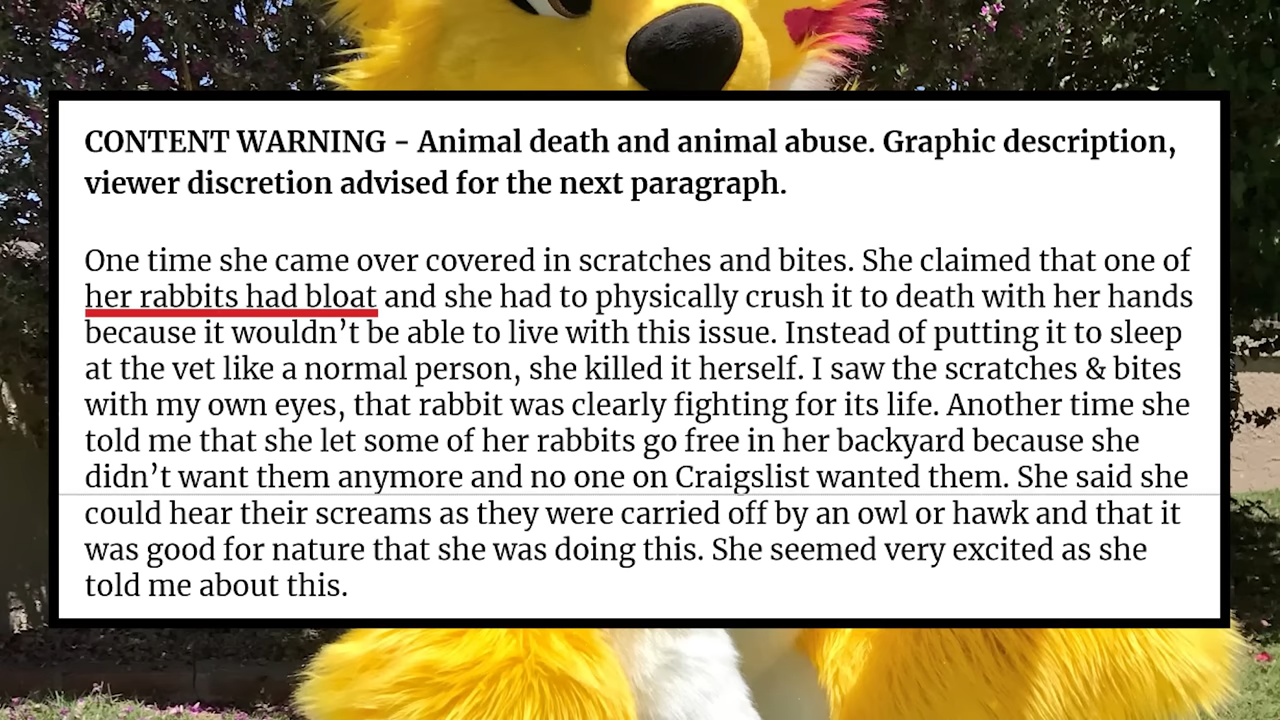 CONTENT WARNING - Animal death and animal abuse. Graphic description,
viewer discretion advised for the next paragraph.
One time she came over covered in scratches and bites. She claimed that one of
her rabbits had bloat and she had to physically crush it to death with her hands
because it wouldn't be able to live with this issue. Instead of putting it to sleep
at the vet like a normal person, she killed it herself. I saw the scratches & bites
with my own eyes, that rabbit was clearly fighting for its life. Another time she
told me that she let some of her rabbits go free in her backyard because she
didn't want them anymore and no one on Craigslist wanted them. She said she
could hear their screams as they were carried off by an owl or hawk and that it
was good for nature that she was doing this. She seemed very excited as she
told me about this.